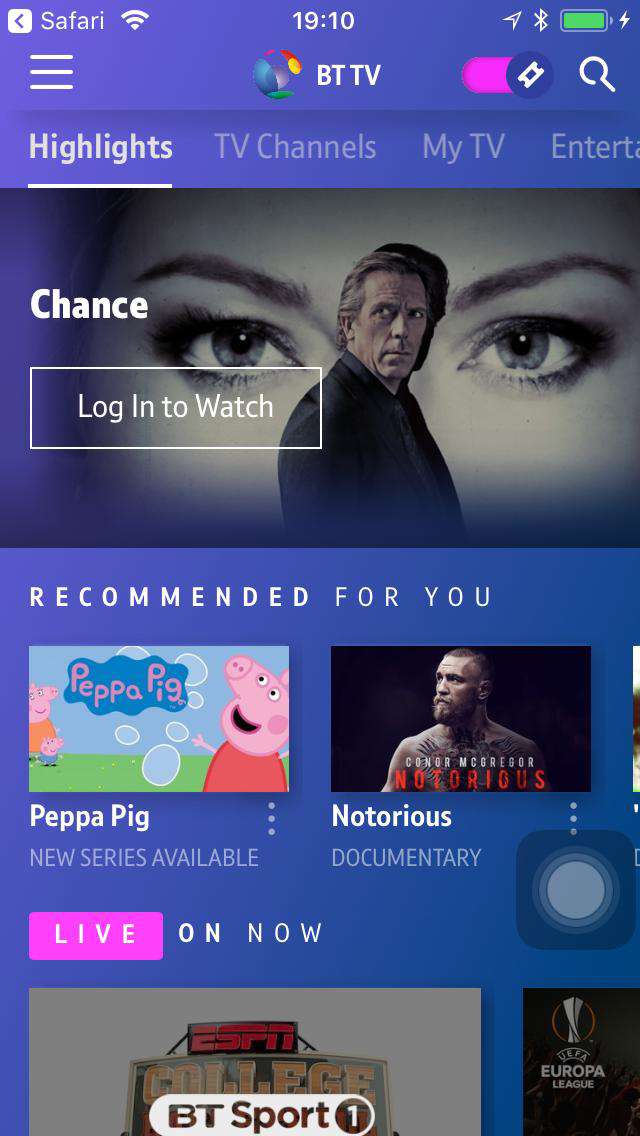 Safari 19:10
BT TV
Highlights TV Channels My TV Enterta
Chance
Log In to Watch
RECOMMENDED FOR YOU
Peppa Pig
CONOR MCGREGOR
NOTORIOUS
Peppa Pig Notorious
NEW SERIES AVAILABLE DOCUMENTARY
LIVE ON NOW
ESPN
COLLEGE
BT Sport 1
UEFA
EUROPA
LEAGUE